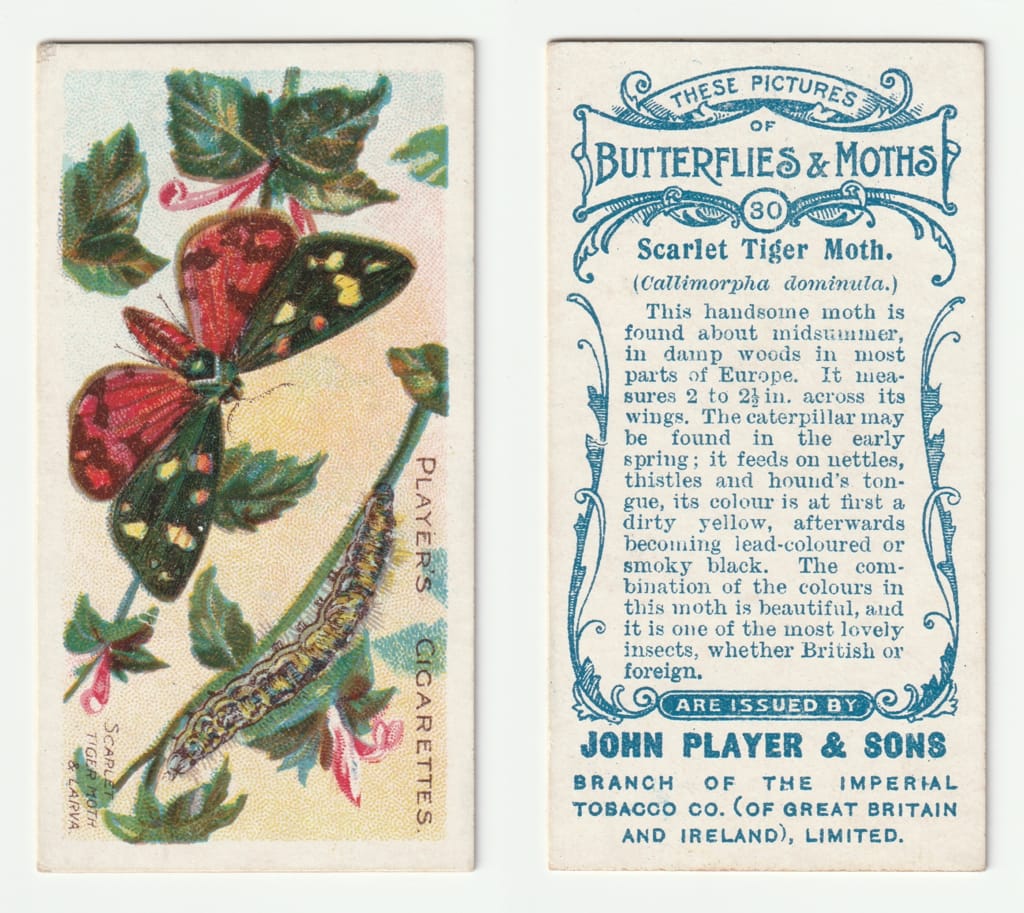 PLAYER'S CIGARETTES.
SCARLET
TIGER MOTH
& LARVA.
THESE PICTURES
OF
BUTTERFLIES & MOTHS
30
Scarlet Tiger Moth.
(Callimorpha dominula.)
This handsome moth is
found about midsummer,
in damp woods in most
parts of Europe. It mea-
sures 2 to 2½ in. across its
wings. The caterpillar may
be found in the early
spring; it feeds on nettles,
thistles and hound's ton-
gue, its colour is at first a
dirty yellow, afterwards
becoming lead-coloured or
smoky black. The com-
bination of the colours in
this moth is beautiful, and
it is one of the most lovely
insects, whether British or
foreign.
ARE ISSUED BY
JOHN PLAYER & SONS
BRANCH OF THE IMPERIAL
TOBACCO CO. (OF GREAT BRITAIN
AND IRELAND), LIMITED.